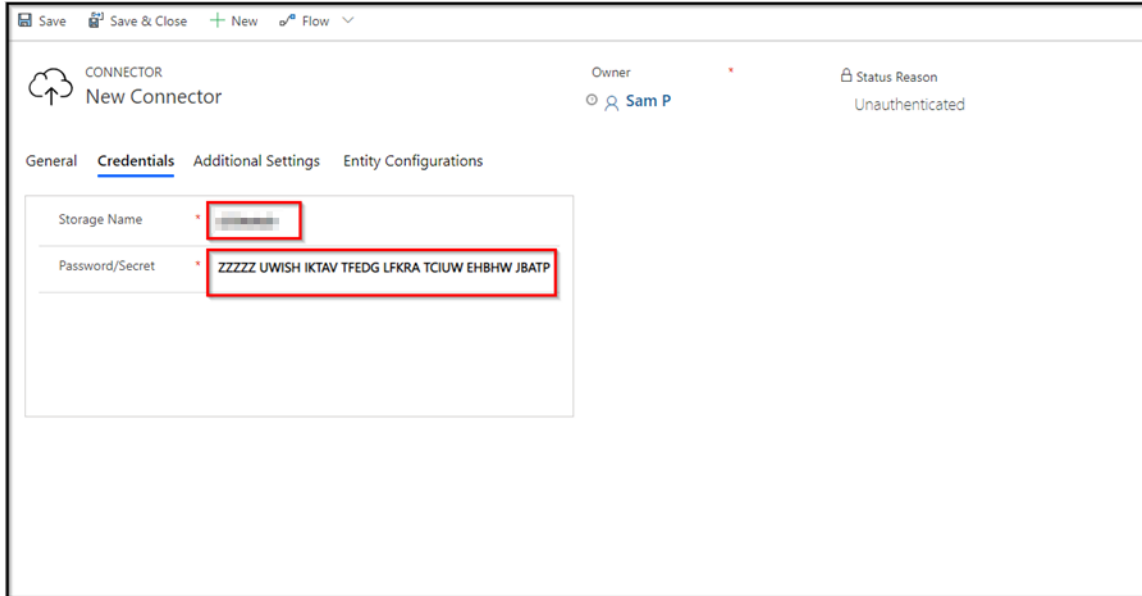 Save Save & Close New Flow
CONNECTOR
New Connector
Owner *
Sam P
Status Reason
Unauthenticated
General Credentials Additional Settings Entity Configurations
Storage Name *
Password/Secret * ZZZZZ UWISH IKTAV TFEDG LFKRA TCIUW EHBHW JBATP